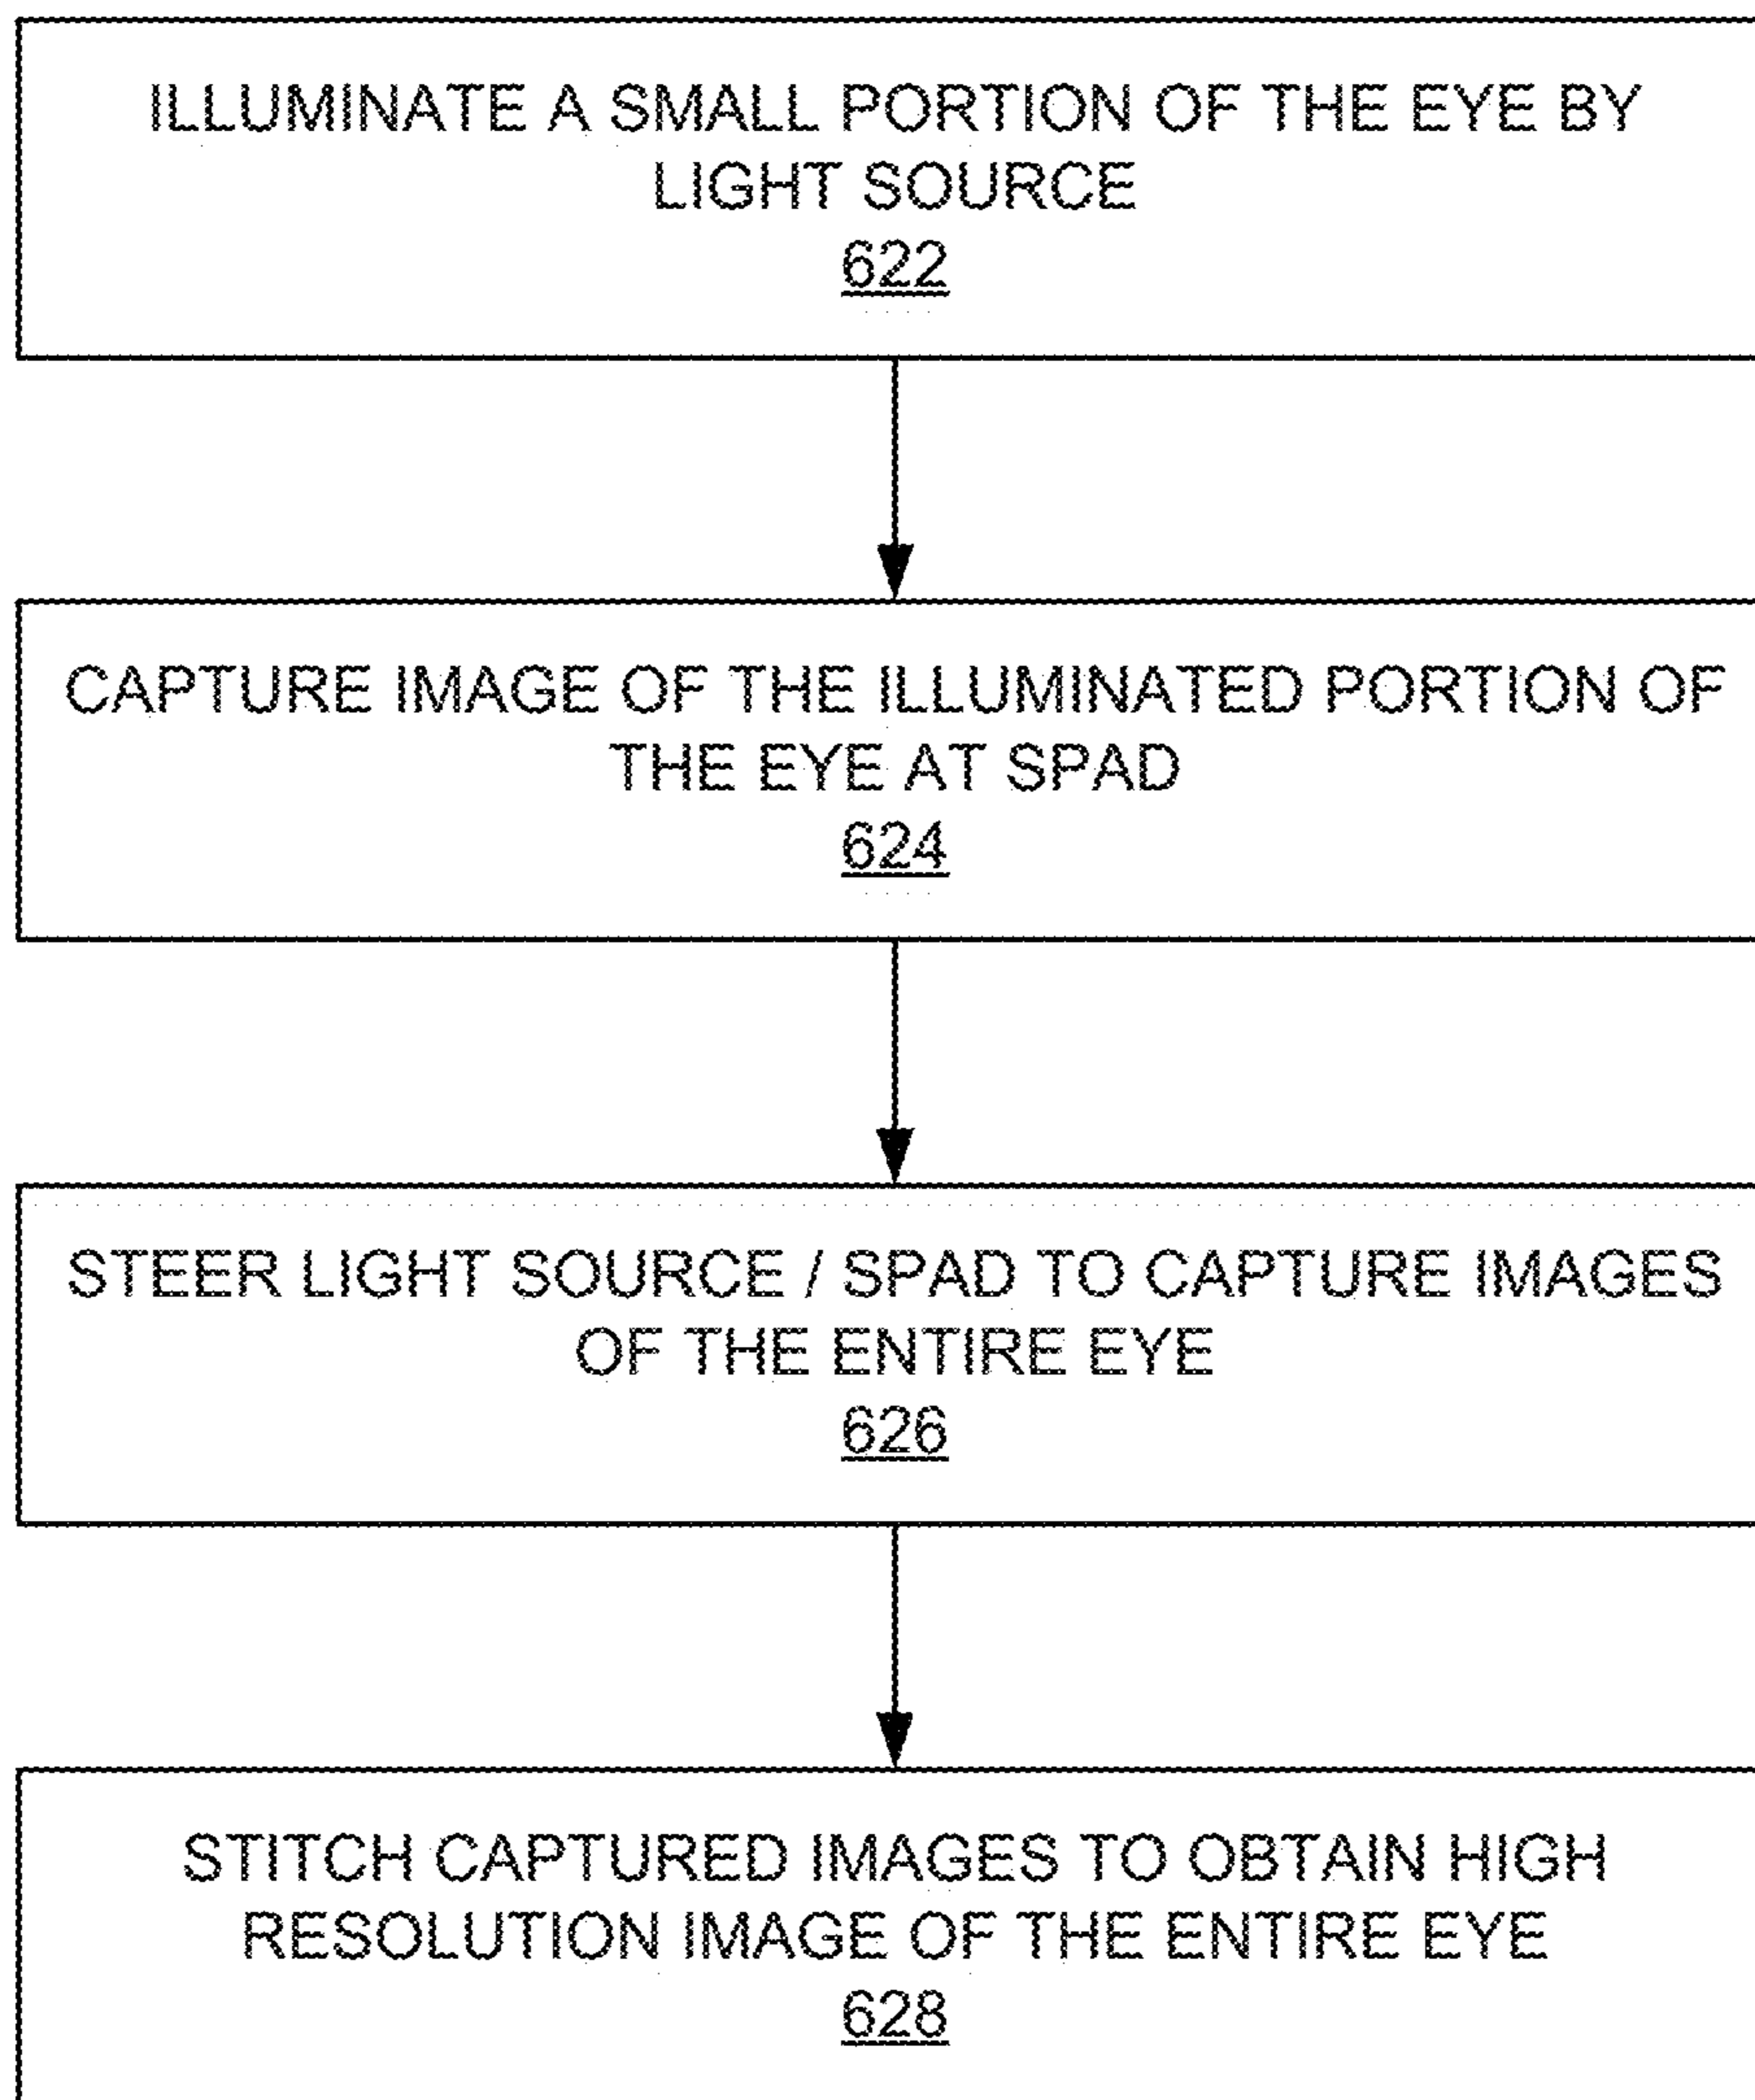 ILLUMINATE A SMALL PORTION OF THE EYE BY
LIGHT SOURCE
622
CAPTURE IMAGE OF THE ILLUMINATED PORTION OF
THE EYE AT SPAD
624
STEER LIGHT SOURCE / SPAD TO CAPTURE IMAGES
OF THE ENTIRE EYE
626
STITCH CAPTURED IMAGES TO OBTAIN HIGH
RESOLUTION IMAGE OF THE ENTIRE EYE
628